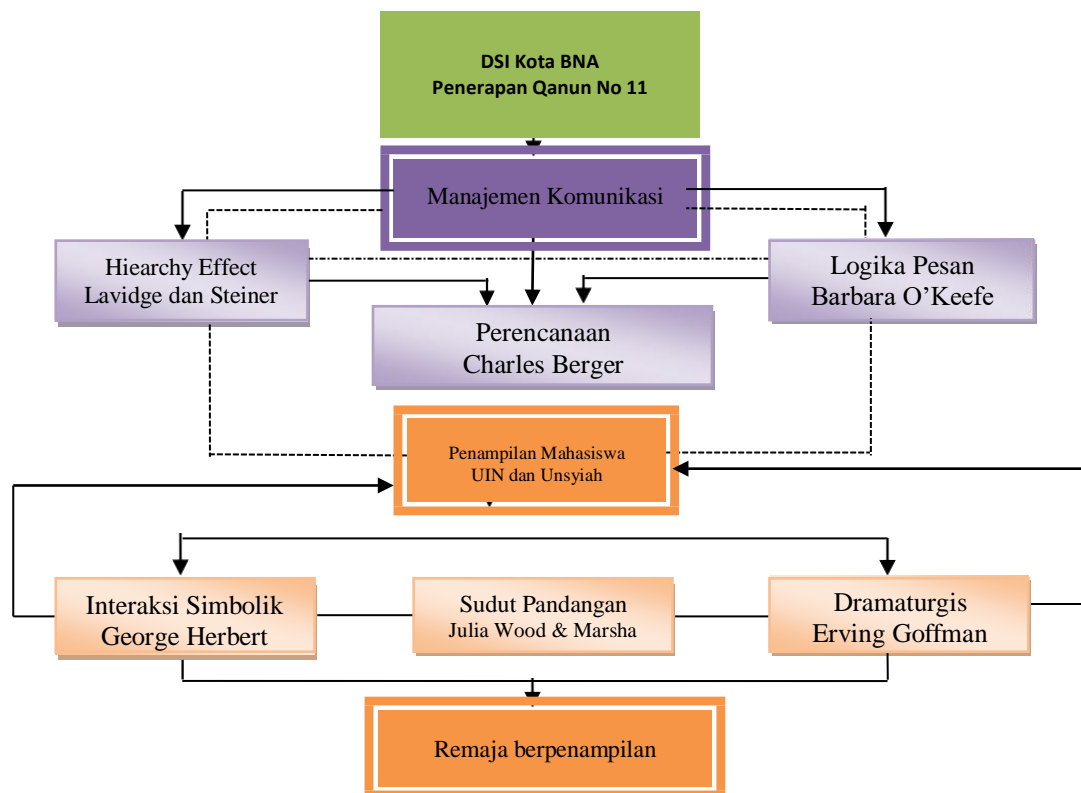 DSI Kota BNA
Penerapan Qanun No 11
Manajemen Komunikasi
Hiearchy Effect
Lavidge dan Steiner
Logika Pesan
Barbara O’Keefe
Perencanaan
Charles Berger
Penampilan Mahasiswa
UIN dan Unsyiah
Interaksi Simbolik
George Herbert
Sudut Pandangan
Julia Wood & Marsha
Dramaturgis
Erving Goffman
Remaja berpenampilan